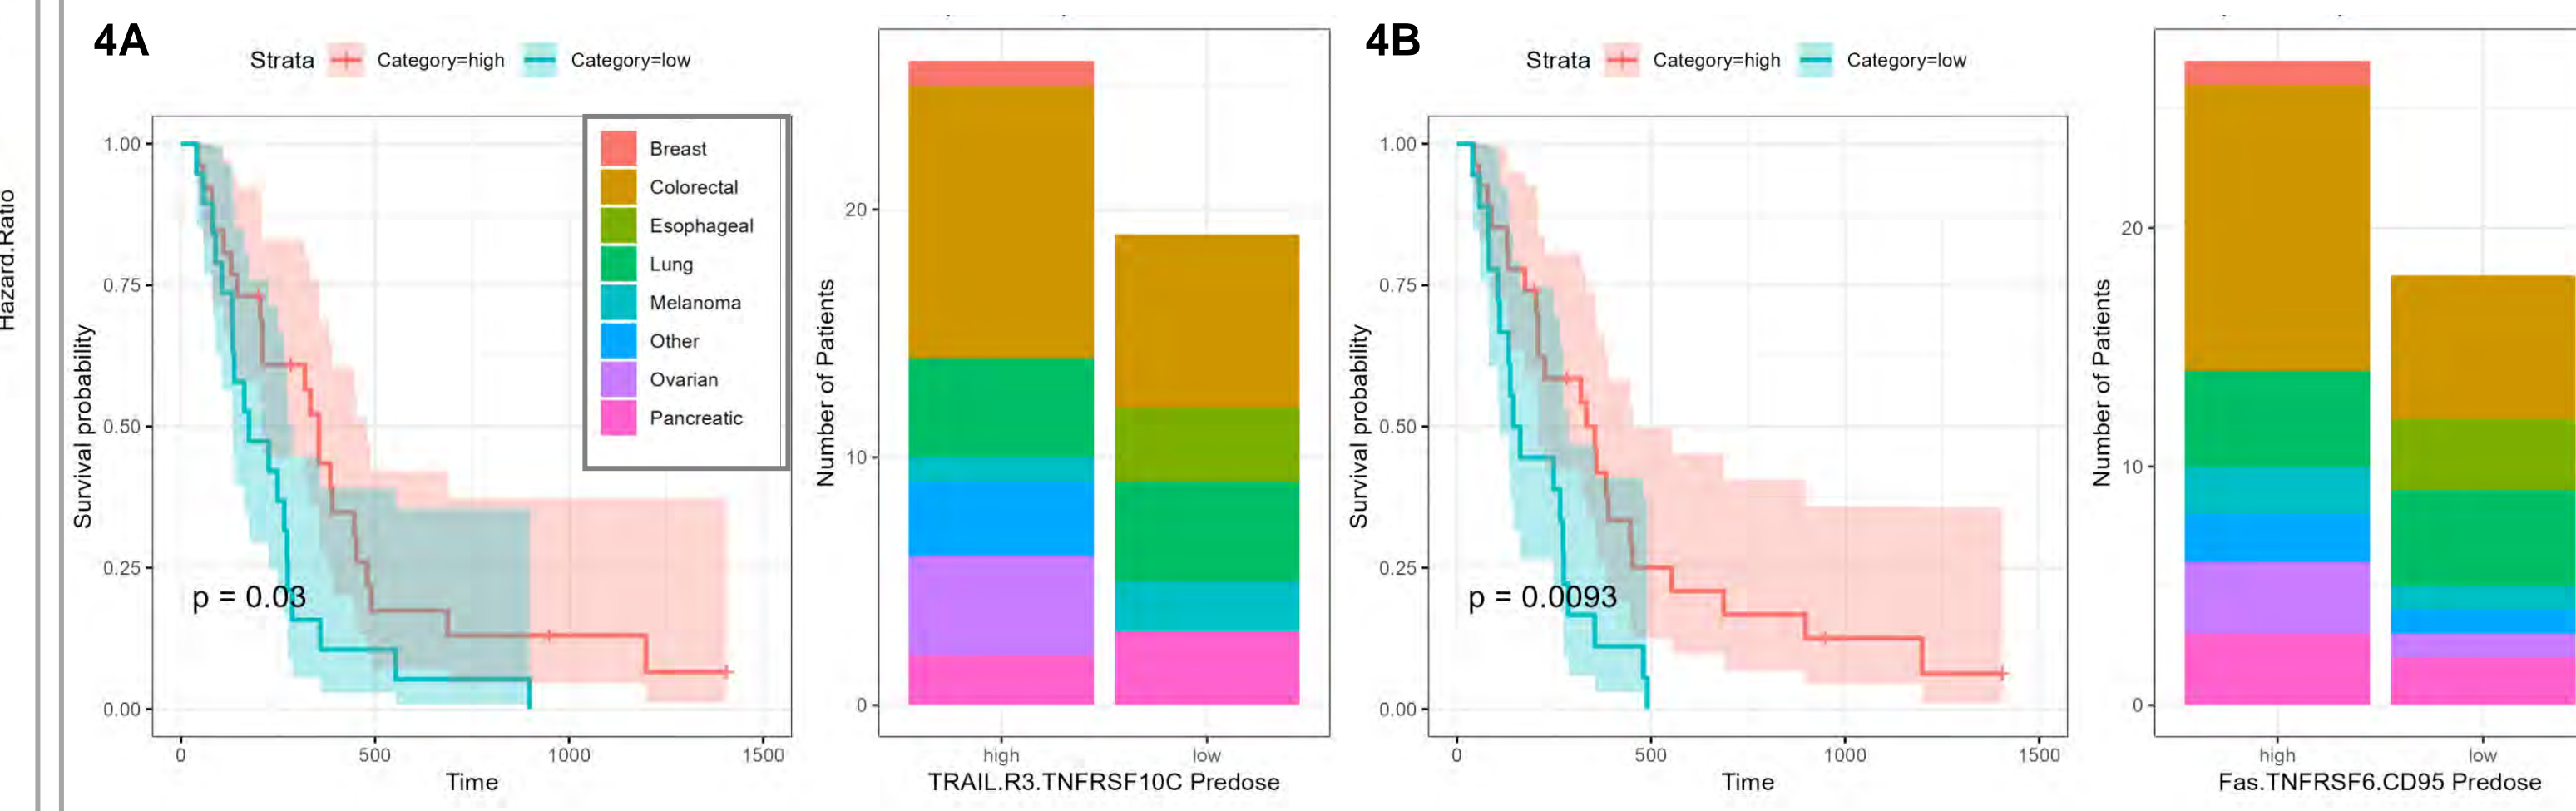 Hazard.Ratio
4A
Strata Category=high Category=low
Survival probability
1.00
0.75
0.50
0.25
0.00
p = 0.03
0 500 1000 1500
Time
Breast
Colorectal
Esophageal
Lung
Melanoma
Other
Ovarian
Pancreatic
Number of Patients
20
10
0
high low
TRAIL.R3.TNFRSF10C Predose
4B
Strata Category=high Category=low
Survival probability
1.00
0.75
0.50
0.25
0.00
p = 0.0093
0 500 1000 1500
Time
Number of Patients
20
10
0
high low
Fas.TNFRSF6.CD95 Predose